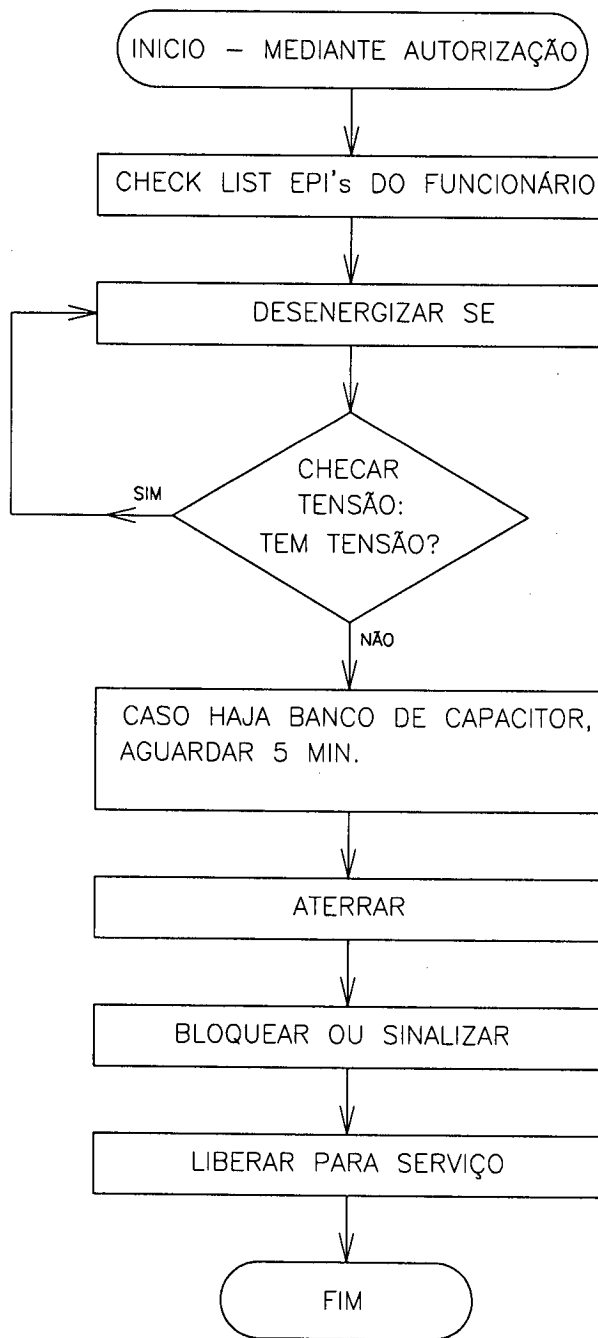 INICIO – MEDIANTE AUTORIZAÇÃO
CHECK LIST EPI's DO FUNCIONÁRIO
DESENERGIZAR SE
CHECAR
TENSÃO:
TEM TENSÃO?
SIM
NÃO
CASO HAJA BANCO DE CAPACITOR,
AGUARDAR 5 MIN.
ATERRAR
BLOQUEAR OU SINALIZAR
LIBERAR PARA SERVIÇO
FIM